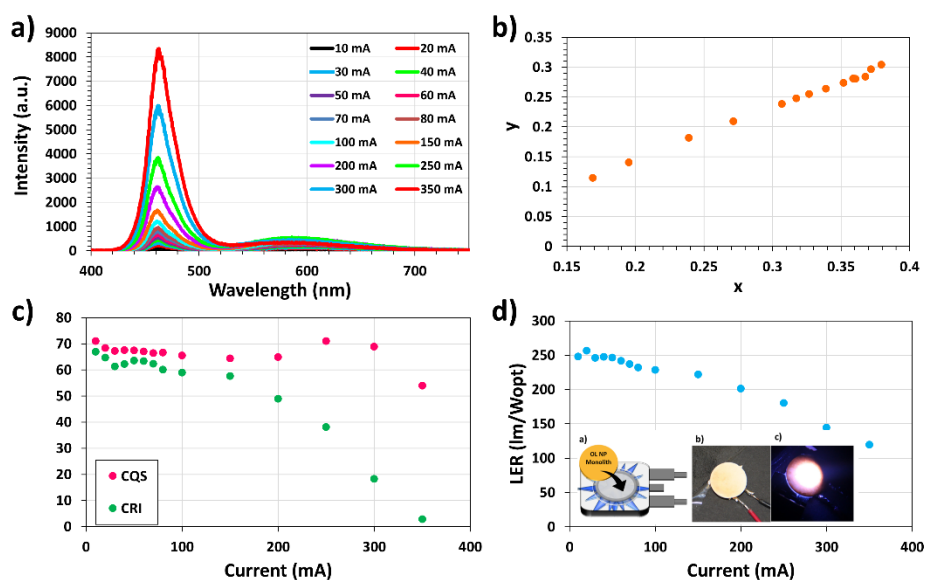 a)
9000
8000
7000
6000
5000
4000
3000
2000
1000
0
Intensity (a.u.)
10 mA 20 mA
30 mA 40 mA
50 mA 60 mA
70 mA 80 mA
100 mA 150 mA
200 mA 250 mA
300 mA 350 mA
400 500 600 700
Wavelength (nm)
b)
0.35
0.3
0.25
0.2
0.15
0.1
0.05
0
y
0.15 0.2 0.25 0.3 0.35 0.4
x
c)
80
70
60
50
40
30
20
10
0
CQS
CRI
0 100 200 300 400
Current (mA)
d)
300
250
200
150
100
50
0
LER (lm/Wopt)
a)
OL NP
Monolith
b)
c)
0 100 200 300 400
Current (mA)